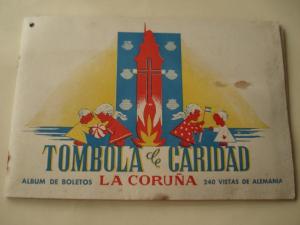 TOMBOLA de CARIDAD
ALBUM DE BOLETOS LA CORUÑA 240 VISTAS DE ALEMANIA